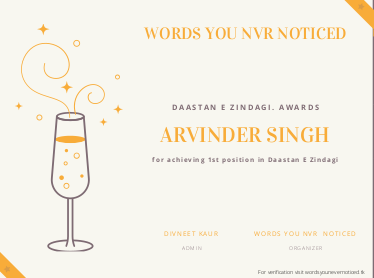 WORDS YOU NVR NOTICED
DAASTAN E ZINDAGI. AWARDS
ARVINDER SINGH
for achieving 1st position in Daastan E Zindagi
DIVNEET KAUR
ADMIN
WORDS YOU NVR NOTICED
ORGANIZER
For verification visit wordsyounevernoticed.tk